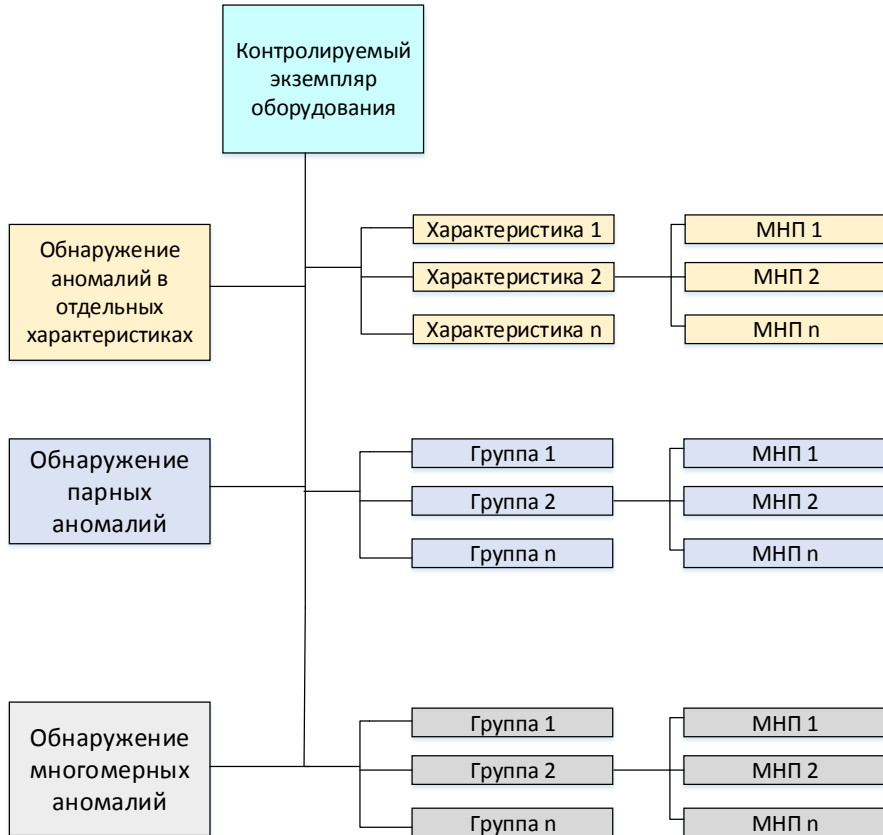 Контролируемый
экземпляр
оборудования
Обнаружение
аномалий в
отдельных
характеристиках
Характеристика 1
МНП 1
Характеристика 2
МНП 2
Характеристика n
МНП n
Обнаружение
парных
аномалий
Группа 1
МНП 1
Группа 2
МНП 2
Группа n
МНП n
Обнаружение
многомерных
аномалий
Группа 1
МНП 1
Группа 2
МНП 2
Группа n
МНП n